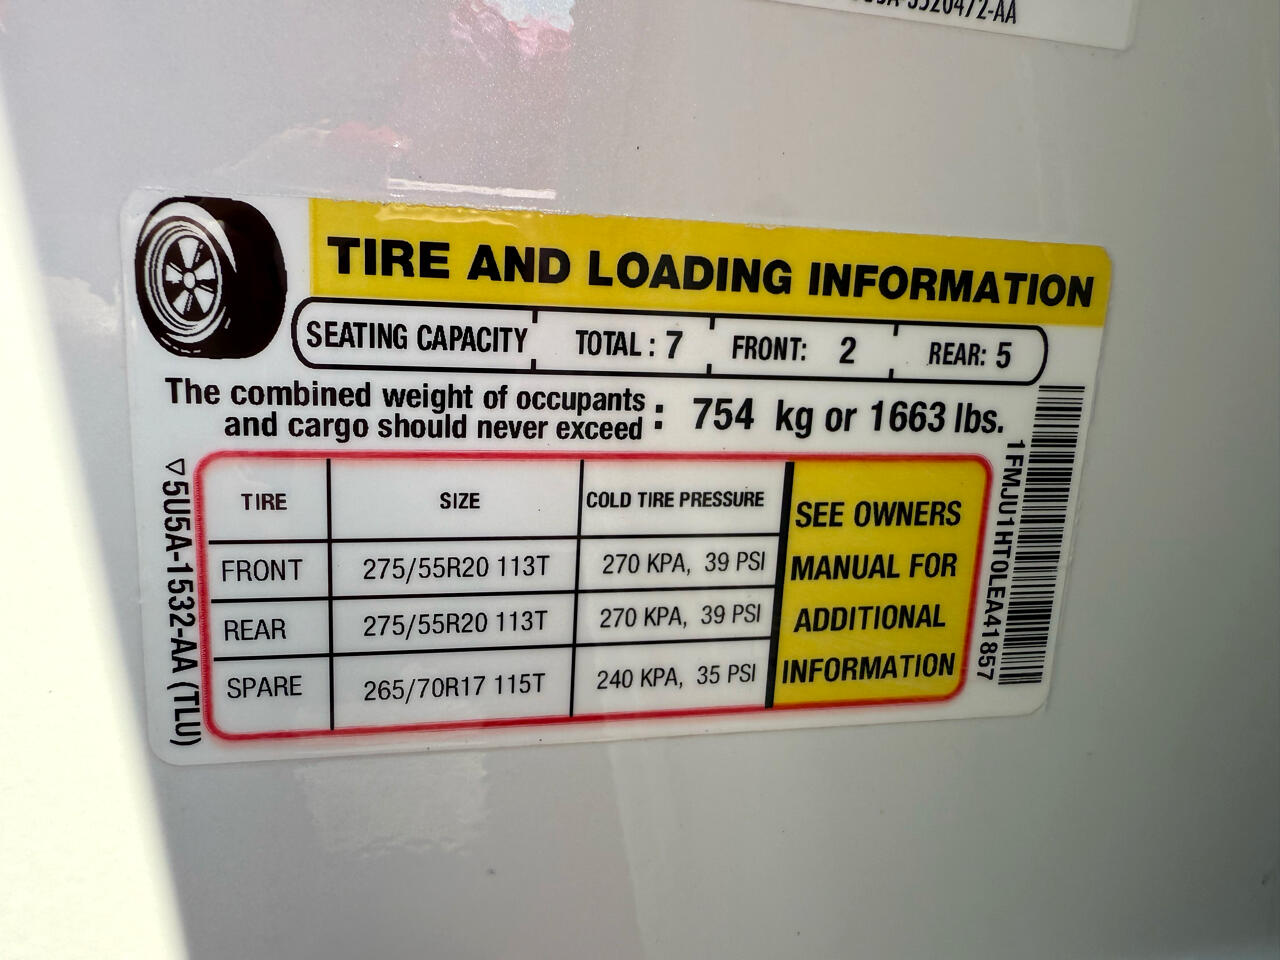 -3520472-AA
TIRE AND LOADING INFORMATION
SEATING CAPACITY TOTAL : 7 FRONT: 2 REAR: 5
The combined weight of occupants
and cargo should never exceed : 754 kg or 1663 lbs.
TIRE SIZE COLD TIRE PRESSURE
FRONT 275/55R20 113T 270 KPA, 39 PSI
REAR 275/55R20 113T 270 KPA, 39 PSI
SPARE 265/70R17 115T 240 KPA, 35 PSI
SEE OWNERS
MANUAL FOR
ADDITIONAL
INFORMATION
▽5U5A-1532-AA (TLU)
1FMJU1HT0LEA41857